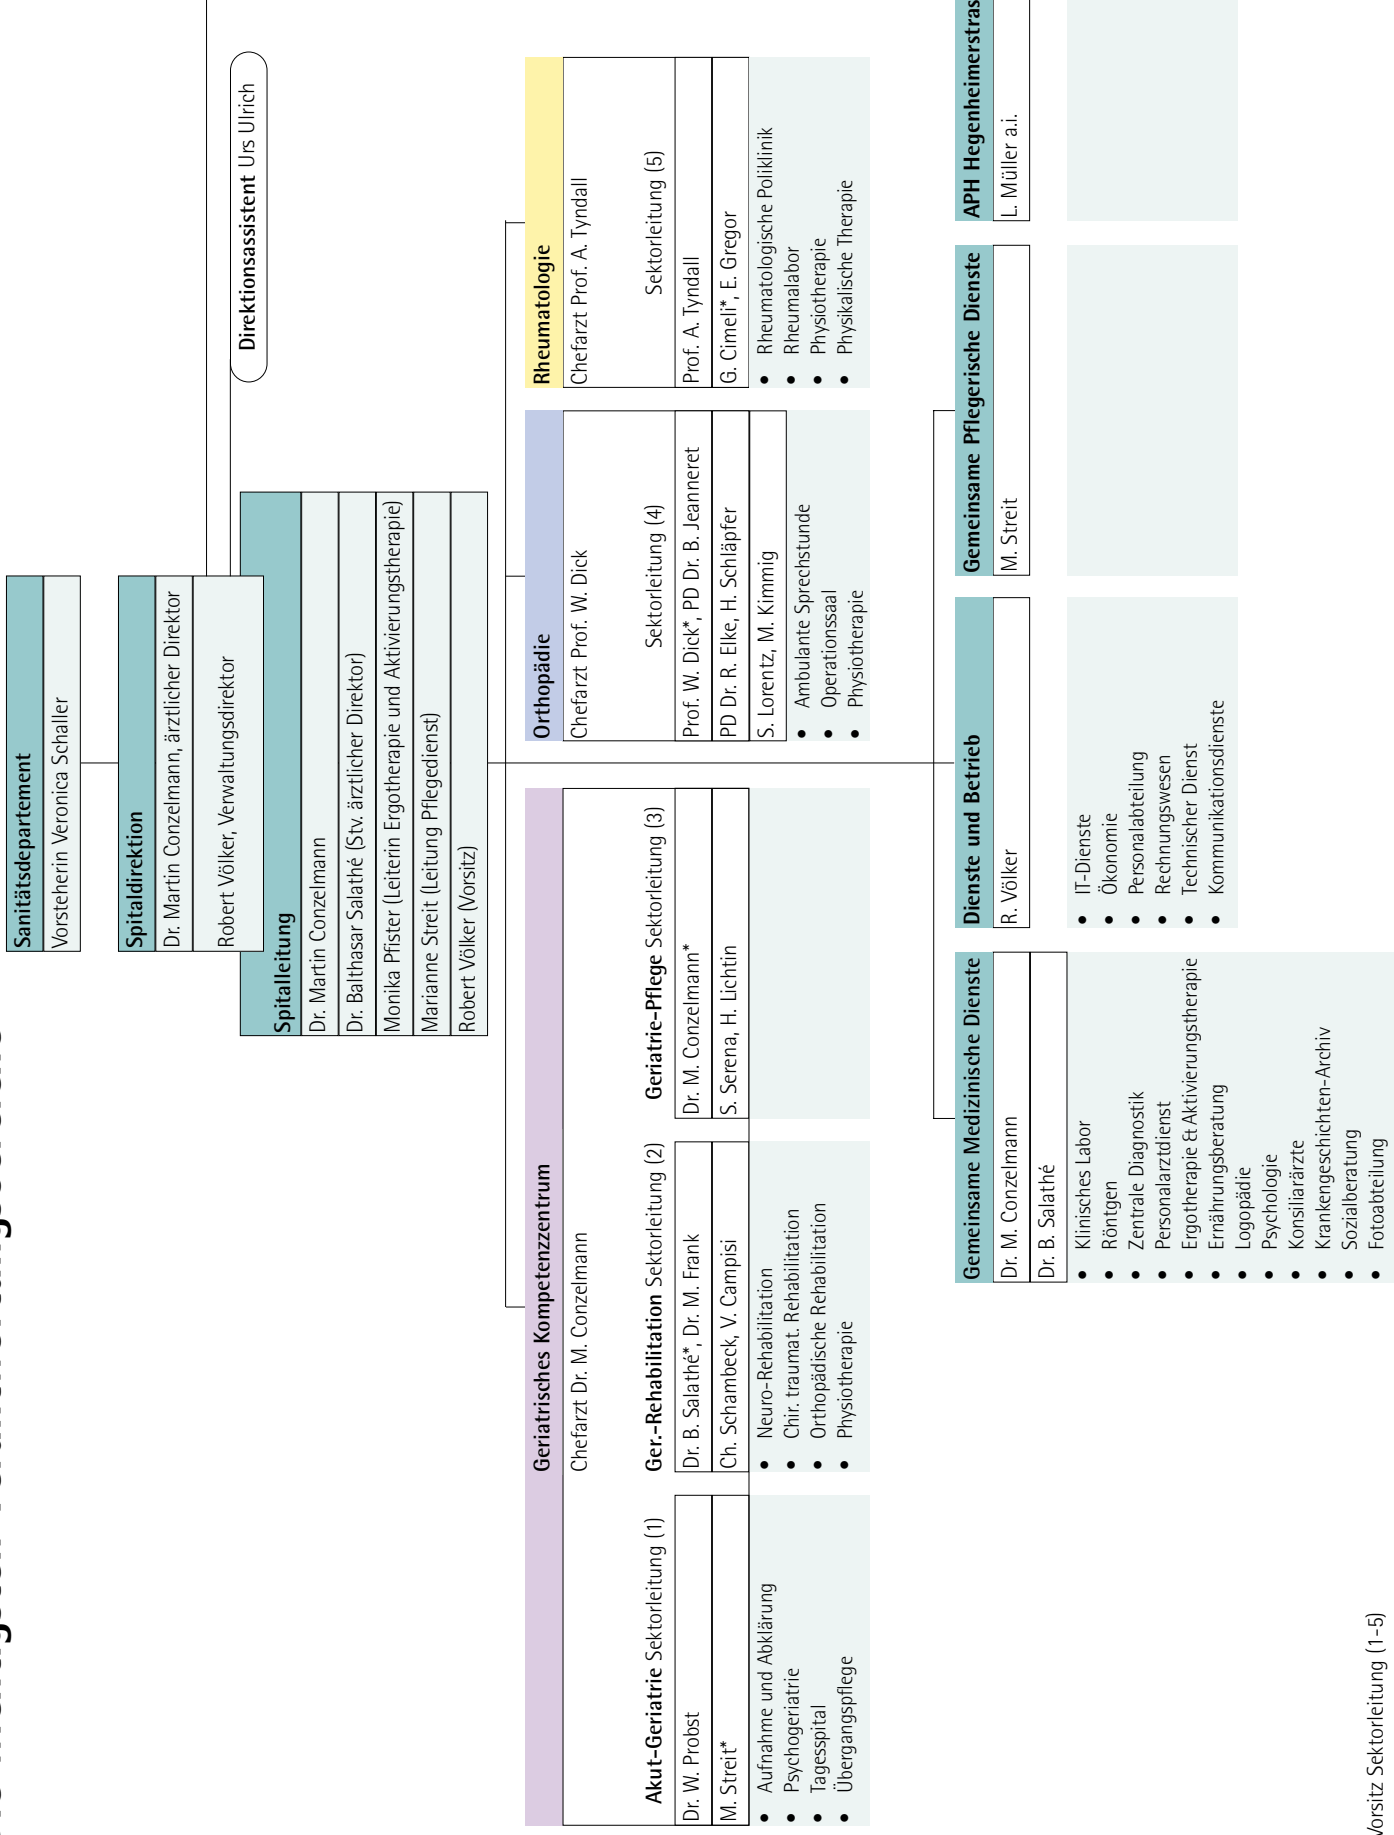 Sanitätsdepartement
Vorsteherin Veronica Schaller
Spitaldirektion
Dr. Martin Conzelmann, ärztlicher Direktor
Robert Völker, Verwaltungsdirektor
Direktionsassistent Urs Ulrich
Spitalleitung
Dr. Martin Conzelmann
Dr. Balthasar Salathé (Stv. ärztlicher Direktor)
Monika Pfister (Leiterin Ergotherapie und Aktivierungstherapie)
Marianne Streit (Leitung Pflegedienst)
Robert Völker (Vorsitz)
Geriatrisches Kompetenzzentrum
Chefarzt Dr. M. Conzelmann
Akut-Geriatrie Sektorleitung (1)
Dr. W. Probst
M. Streit*
• Aufnahme und Abklärung
• Psychogeriatrie
• Tagesspital
• Übergangspflege
Ger.-Rehabilitation Sektorleitung (2)
Dr. B. Salathé*, Dr. M. Frank
Ch. Schambeck, V. Campisi
• Neuro-Rehabilitation
• Chir. traumat. Rehabilitation
• Orthopädische Rehabilitation
• Physiotherapie
Geriatrie-Pflege Sektorleitung (3)
Dr. M. Conzelmann*
S. Serena, H. Lichtin
Orthopädie
Chefarzt Prof. W. Dick
Sektorleitung (4)
Prof. W. Dick*, PD Dr. B. Jeanneret
PD Dr. R. Elke, H. Schläpfer
S. Lorentz, M. Kimmig
• Ambulante Sprechstunde
• Operationssaal
• Physiotherapie
Rheumatologie
Chefarzt Prof. A. Tyndall
Sektorleitung (5)
Prof. A. Tyndall
G. Cimeli*, E. Gregor
• Rheumatologische Poliklinik
• Rheumalabor
• Physiotherapie
• Physikalische Therapie
Gemeinsame Medizinische Dienste
Dr. M. Conzelmann
Dr. B. Salathé
• Klinisches Labor
• Röntgen
• Zentrale Diagnostik
• Personalarztdienst
• Ergotherapie & Aktivierungstherapie
• Ernährungsberatung
• Logopädie
• Psychologie
• Konsiliarärzte
• Krankengeschichten-Archiv
• Sozialberatung
• Fotoabteilung
Dienste und Betrieb
R. Völker
• IT-Dienste
• Ökonomie
• Personalabteilung
• Rechnungswesen
• Technischer Dienst
• Kommunikationsdienste
Gemeinsame Pflegerische Dienste
M. Streit
APH Hegenheimerstras
L. Müller a.i.
Vorsitz Sektorleitung (1-5)